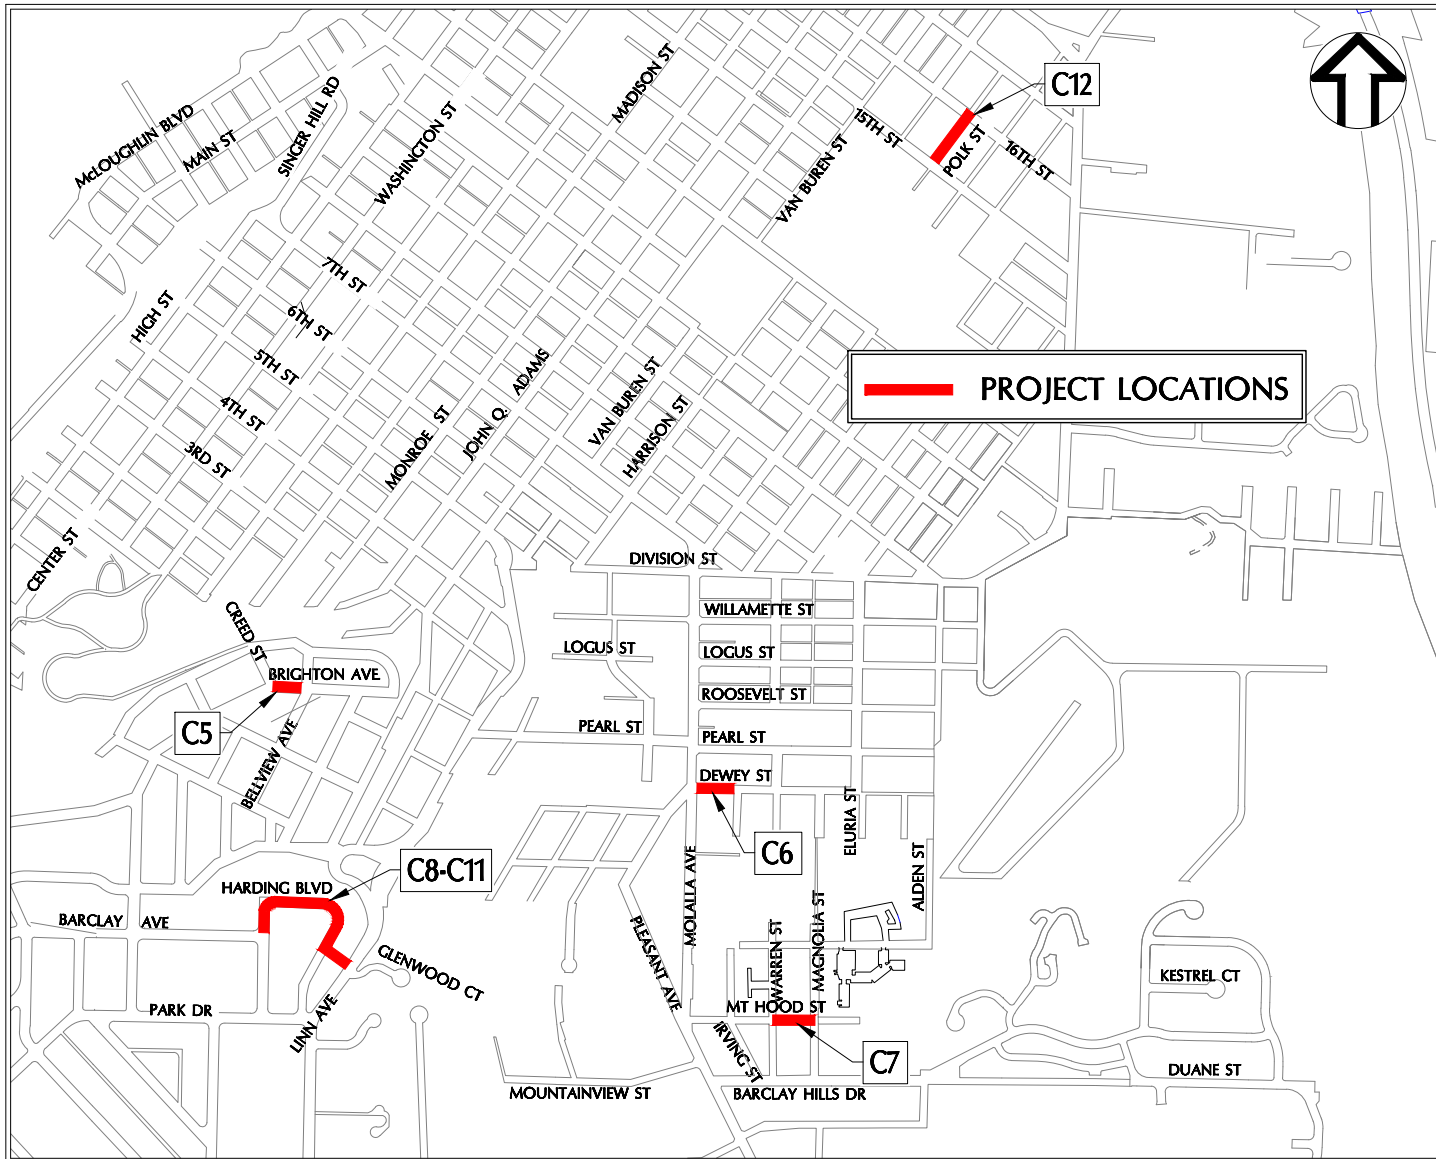 C12
MADISON ST
McLOUGHLIN BLVD
MAIN ST
SINGER HILL RD
WASHINGTON ST
15TH ST
POLK ST
16TH ST
VAN BUREN ST
7TH ST
HIGH ST
6TH ST
5TH ST
4TH ST
3RD ST
MONROE ST
JOHN Q. ADAMS
VAN BUREN ST
HARRISON ST
PROJECT LOCATIONS
CENTER ST
DIVISION ST
CREED ST
WILLAMETTE ST
LOGUS ST
LOGUS ST
BRIGHTON AVE
ROOSEVELT ST
C5
PEARL ST
PEARL ST
BELLVIEW AVE
DEWEY ST
ELURIA ST
C6
C8-C11
HARDING BLVD
BARCLAY AVE
MOLALLA AVE
ALDEN ST
PLEASANT AVE
WARREN ST
MAGNOLIA ST
GLENWOOD CT
KESTREL CT
PARK DR
LINN AVE
MT HOOD ST
IRVING ST
C7
DUANE ST
MOUNTAINVIEW ST
BARCLAY HILLS DR